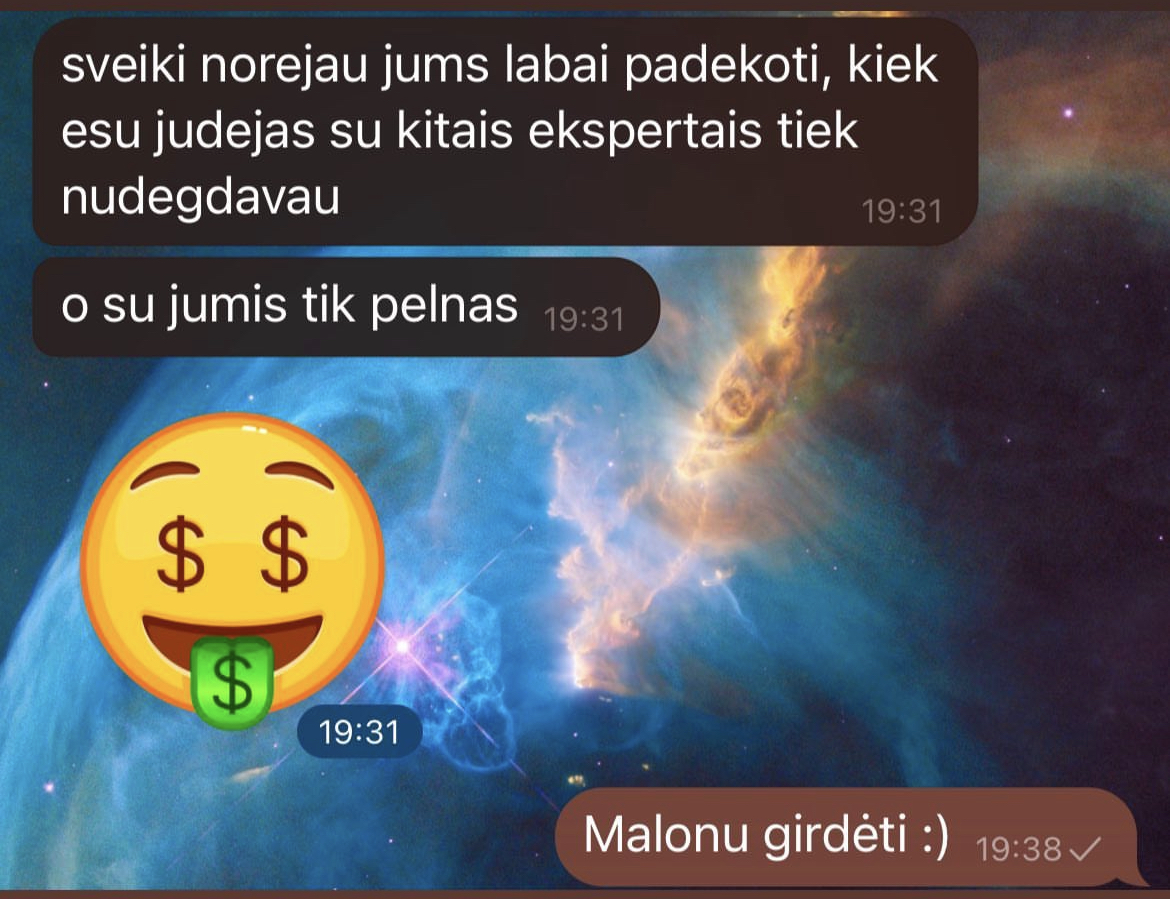 sveiki norejau jums labai padekoti, kiek
esu judejas su kitais ekspertais tiek
nudegdavau
19:31
o su jumis tik pelnas 19:31
$ $
$
19:31
Malonu girdėti :) 19:38